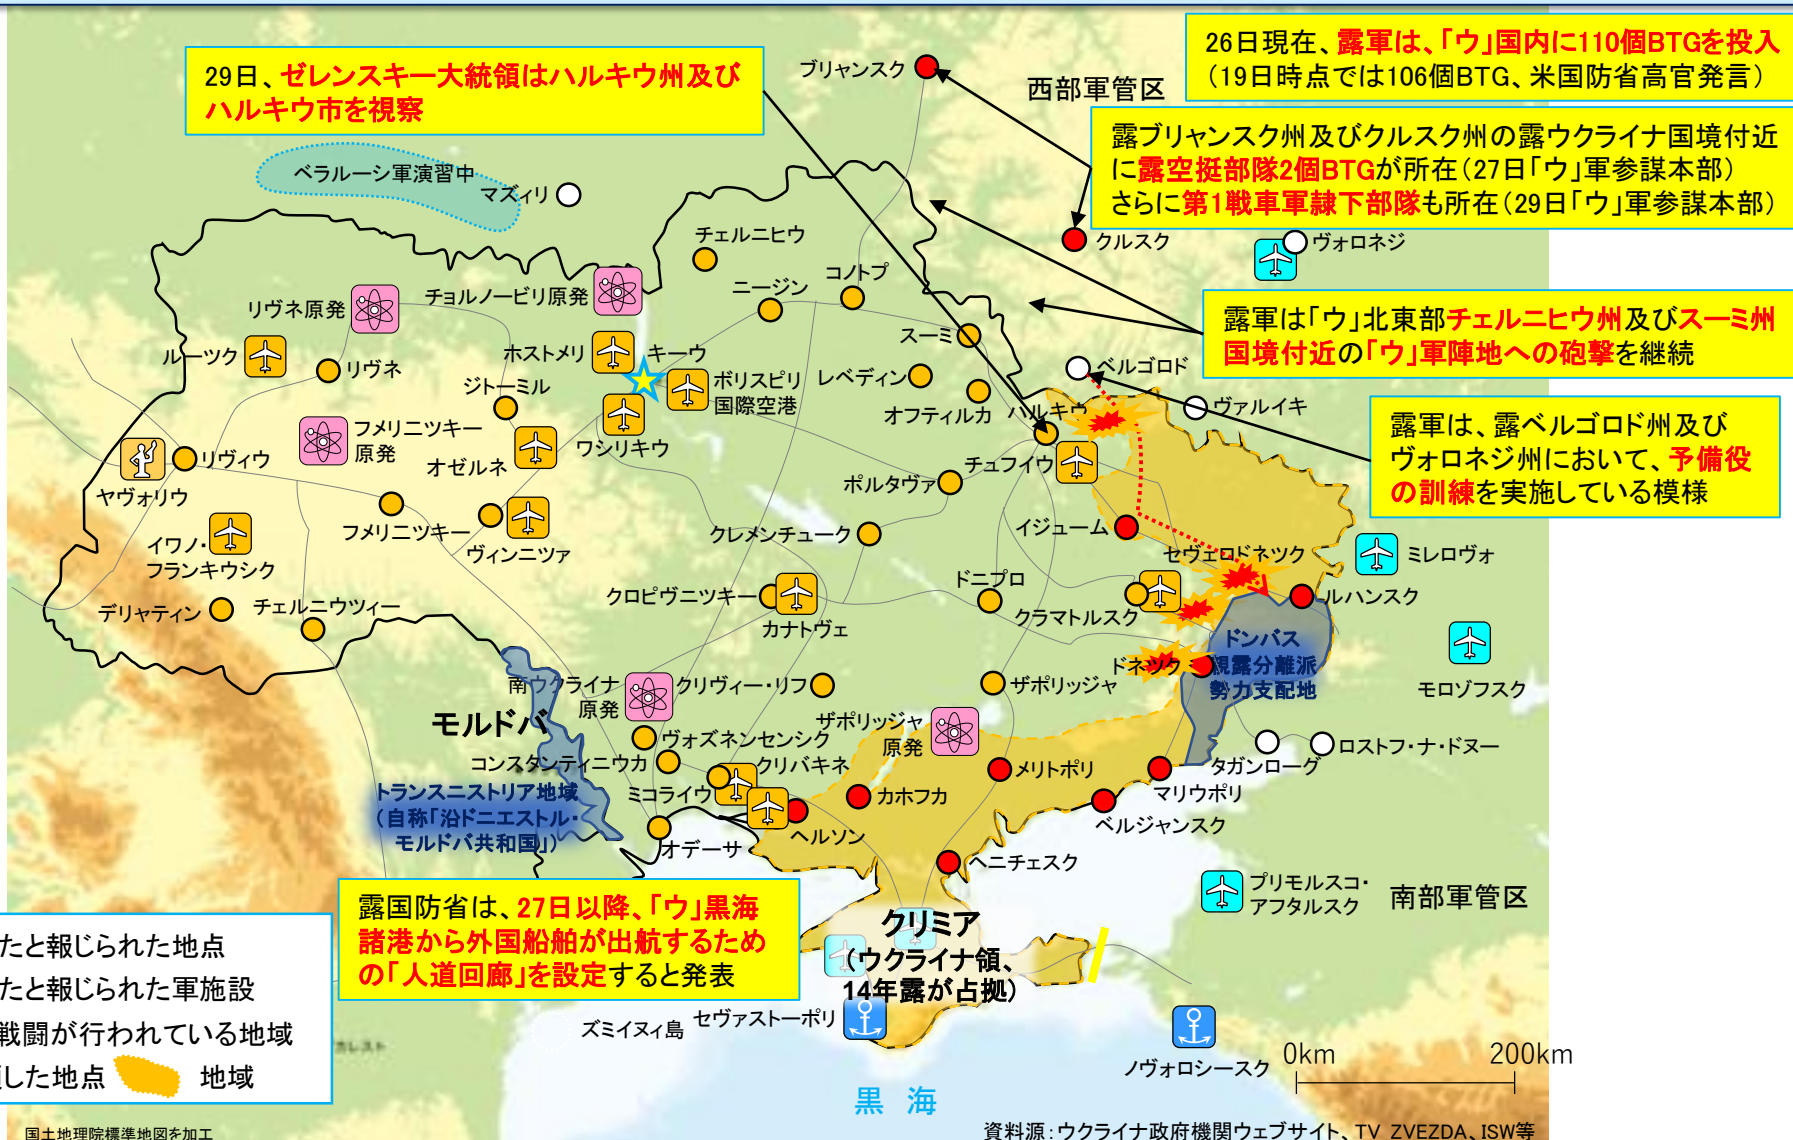 29日、ゼレンスキー大統領はハルキウ州及び
ハルキウ市を視察
26日現在、露軍は、「ウ」国内に110個BTGを投入
（19日時点では106個BTG、米国防省高官発言）
露ブリャンスク州及びクルスク州の露ウクライナ国境付近
に露空挺部隊2個BTGが所在（27日「ウ」軍参謀本部）
さらに第1戦車軍隷下部隊も所在（29日「ウ」軍参謀本部）
露軍は「ウ」北東部チェルニヒウ州及びスーミ州
国境付近の「ウ」軍陣地への砲撃を継続
露軍は、露ベルゴロド州及び
ヴォロネジ州において、予備役
の訓練を実施している模様
ブリャンスク
西部軍管区
ベラルーシ軍演習中
マズィリ
クルスク
ヴォロネジ
チェルニヒウ
コノトプ
ニージン
チョルノービリ原発
リヴネ原発
スーミ
ルーツク
リヴネ
ホストメリ
キーウ
ボリスピリ
国際空港
レベディン
ベルゴロド
ジトーミル
オフティルカ
ハルキウ
ヴァルイキ
フメリニツキー
原発
ワシリキウ
リヴィウ
オゼルネ
チュフイウ
ヤヴォリウ
ポルタヴァ
フメリニツキー
ヴィンニツァ
クレメンチューク
イジューム
イワノ・
フランキウシク
セヴェロドネツク
ミレロヴォ
デリャティン
チェルニウツィー
クロピヴニツキー
カナトヴェ
ドニプロ
クラマトルスク
ルハンスク
ドンバス
親露分離派
勢力支配地
ドネツク
モロゾフスク
南ウクライナ
原発
クリヴィー・リフ
ザポリッジャ
モルドバ
ザポリッジャ
原発
ヴォズネンセンシク
コンスタンティニウカ
クリバキネ
メリトポリ
タガンローグ
ロストフ・ナ・ドヌー
トランスニストリア地域
（自称「沿ドニエストル・
モルドバ共和国」）
ミコライウ
カホフカ
マリウポリ
ヘルソン
ベルジャンスク
オデーサ
ヘニチェスク
プリモルスコ・
アフタルスク
南部軍管区
露国防省は、27日以降、「ウ」黒海
諸港から外国船舶が出航するため
の「人道回廊」を設定すると発表
クリミア
（ウクライナ領、
14年露が占拠）
たと報じられた地点
たと報じられた軍施設
戦闘が行われている地域
した地点
地域
ズミイヌィ島
セヴァストーポリ
ノヴォロシースク
0km
200km
黒 海
国土地理院標準地図を加工
資料源：ウクライナ政府機関ウェブサイト、TV ZVEZDA、ISW等